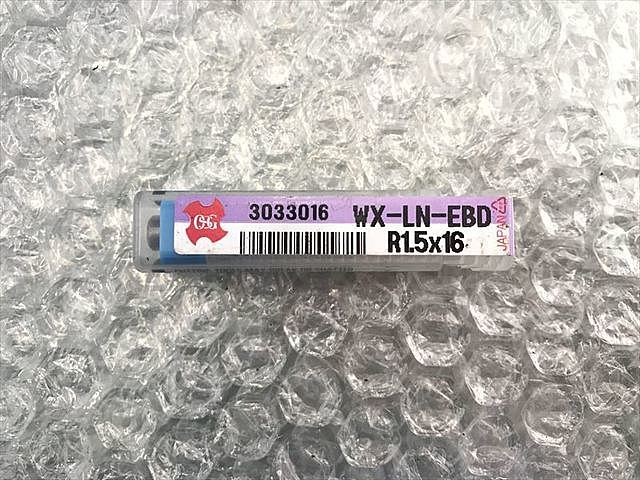 OSG
3033016
WX-LN-EBD
R1.5x16
JAPAN